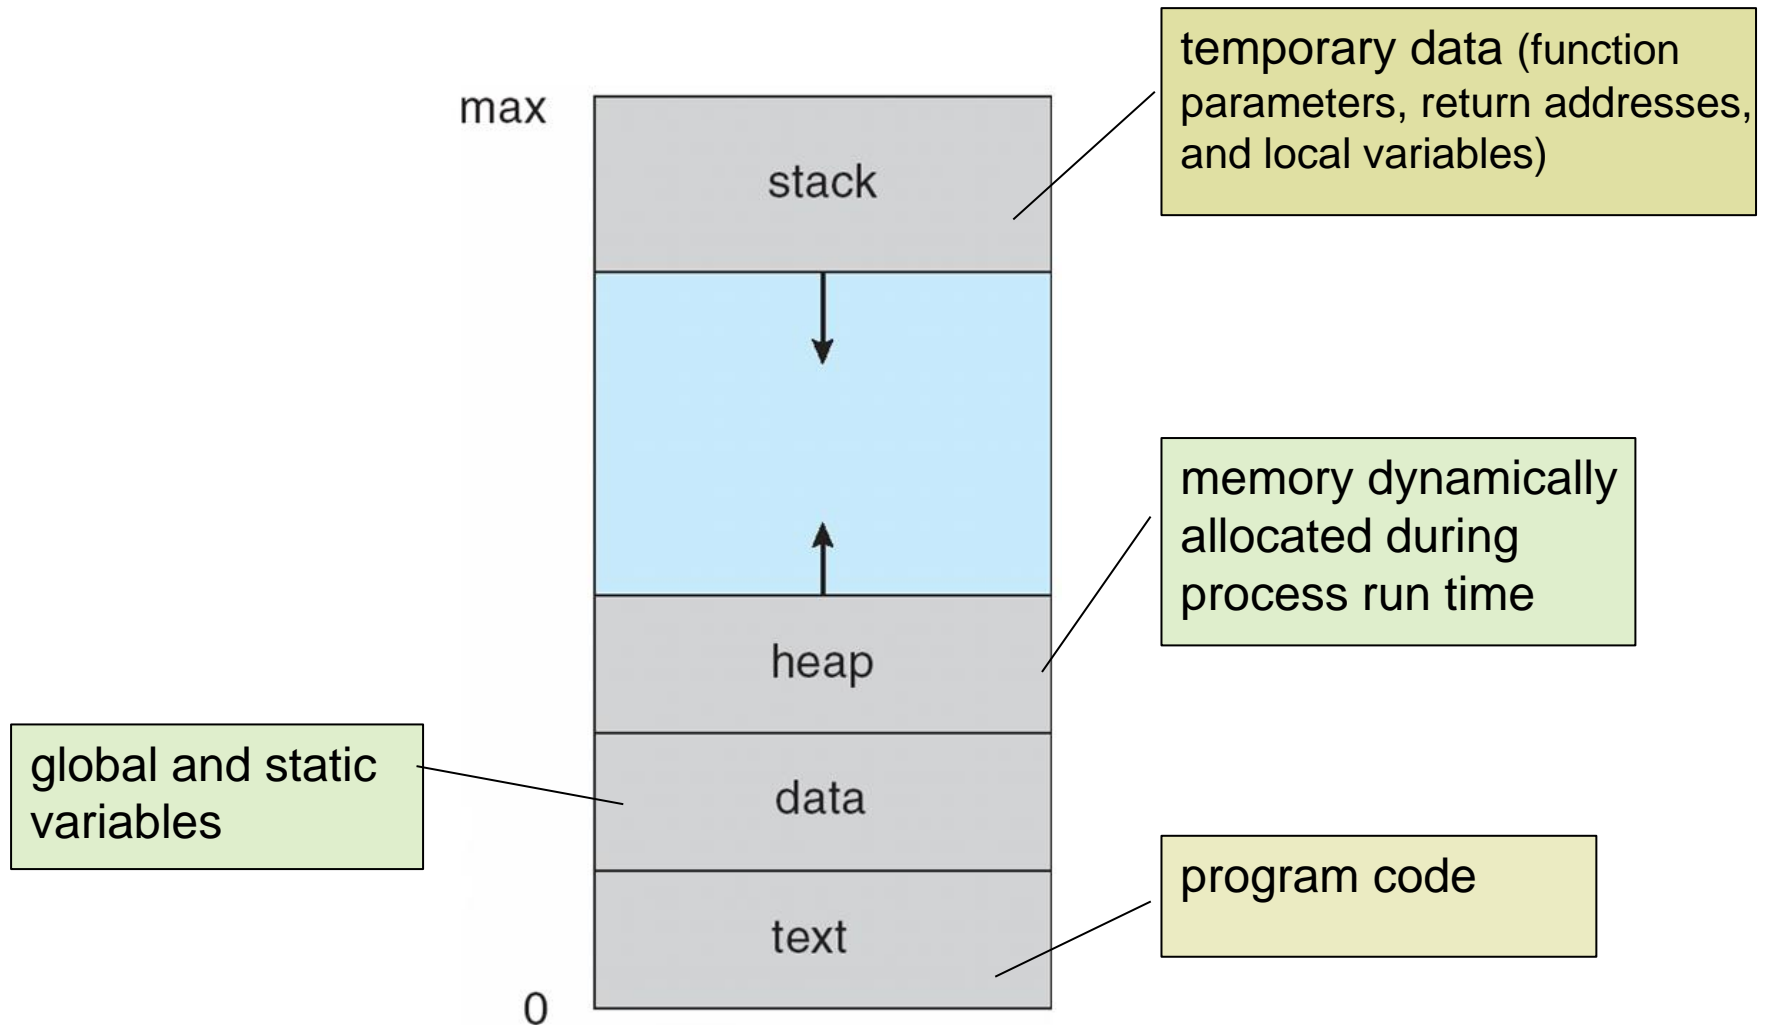 temporary data (function
parameters, return addresses,
and local variables)
max
stack
memory dynamically
allocated during
process run time
heap
global and static
variables
data
program code
text
0